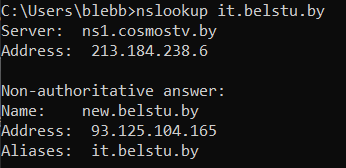 C:\Users\blebb>nslookup it.belstu.by
Server:  ns1.cosmostv.by
Address:  213.184.238.6

Non-authoritative answer:
Name:    new.belstu.by
Address:  93.125.104.165
Aliases:  it.belstu.by